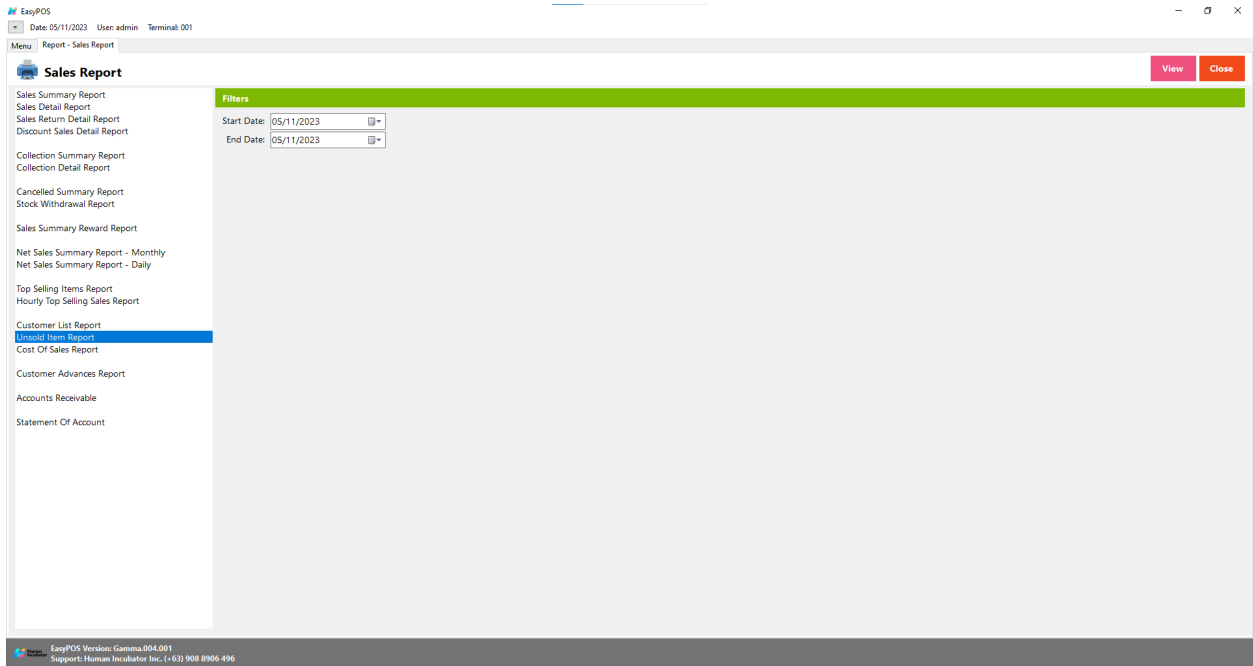 EasyPOS
Date: 05/11/2023 User: admin Terminal: 001
Menu Report - Sales Report
Sales Report
View Close
Sales Summary Report
Sales Detail Report
Sales Return Detail Report
Discount Sales Detail Report
Collection Summary Report
Collection Detail Report
Cancelled Summary Report
Stock Withdrawal Report
Sales Summary Reward Report
Net Sales Summary Report - Monthly
Net Sales Summary Report - Daily
Top Selling Items Report
Hourly Top Selling Sales Report
Customer List Report
Unsold Item Report
Cost Of Sales Report
Customer Advances Report
Accounts Receivable
Statement Of Account
Filters
Start Date: 05/11/2023
End Date: 05/11/2023
Human
Incubator
EasyPOS Version: Gamma.004.001
Support: Human Incubator Inc. (+63) 908 8906 496